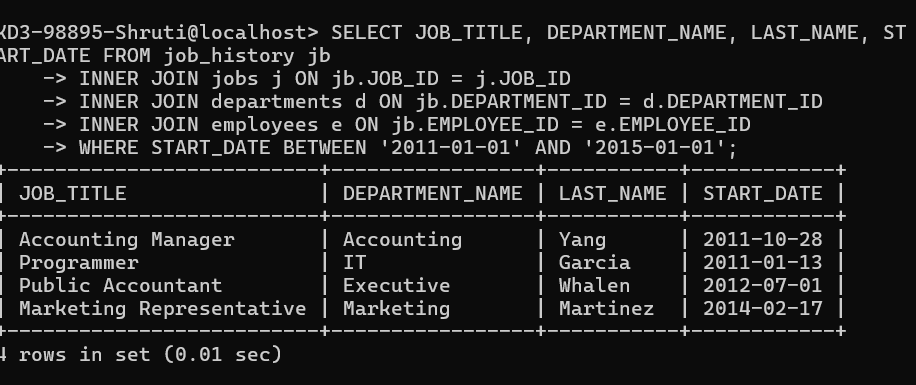 KD3-98895-Shruti@localhost> SELECT JOB_TITLE, DEPARTMENT_NAME, LAST_NAME, ST
ART_DATE FROM job_history jb
    -> INNER JOIN jobs j ON jb.JOB_ID = j.JOB_ID
    -> INNER JOIN departments d ON jb.DEPARTMENT_ID = d.DEPARTMENT_ID
    -> INNER JOIN employees e ON jb.EMPLOYEE_ID = e.EMPLOYEE_ID
    -> WHERE START_DATE BETWEEN '2011-01-01' AND '2015-01-01';
+--------------------------+-----------------+-----------+------------+
| JOB_TITLE                | DEPARTMENT_NAME | LAST_NAME | START_DATE |
+--------------------------+-----------------+-----------+------------+
| Accounting Manager       | Accounting      | Yang      | 2011-10-28 |
| Programmer               | IT              | Garcia    | 2011-01-13 |
| Public Accountant        | Executive       | Whalen    | 2012-07-01 |
| Marketing Representative | Marketing       | Martinez  | 2014-02-17 |
+--------------------------+-----------------+-----------+------------+
4 rows in set (0.01 sec)